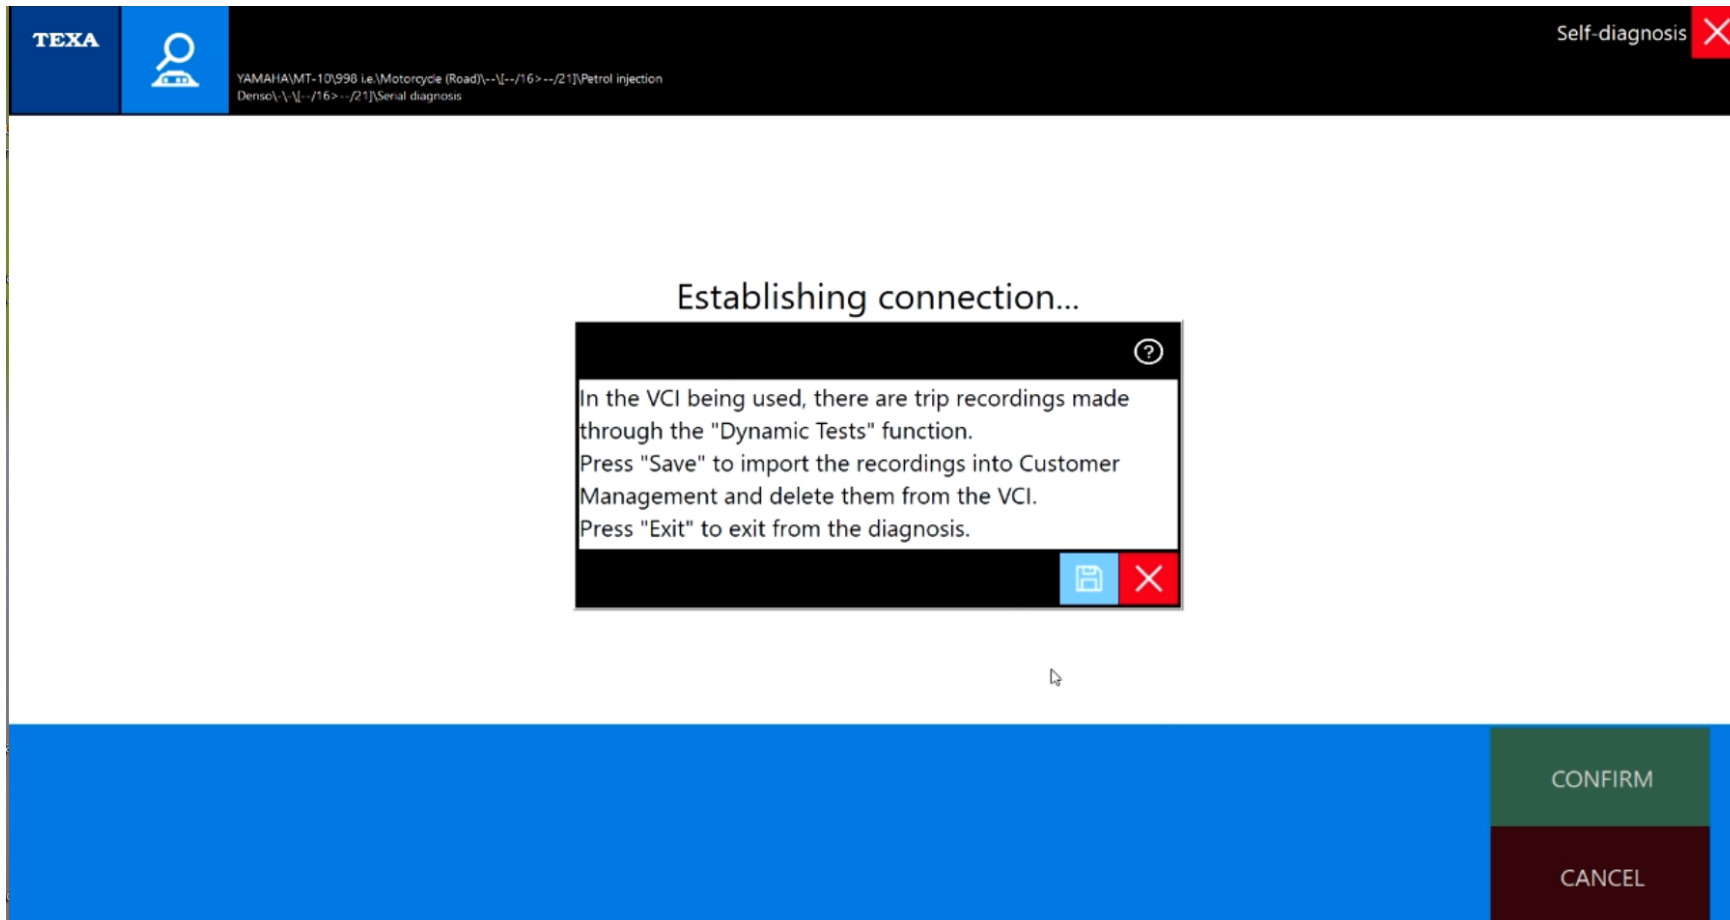 TEXA
Self-diagnosis
YAMAHA\MT-10\998 i.e.\Motorcycle (Road)\--\[--/16>--/21]\Petrol injection
Denso\-\-\[--/16>--/21]\Serial diagnosis
Establishing connection...
In the VCI being used, there are trip recordings made
through the "Dynamic Tests" function.
Press "Save" to import the recordings into Customer
Management and delete them from the VCI.
Press "Exit" to exit from the diagnosis.
CONFIRM
CANCEL